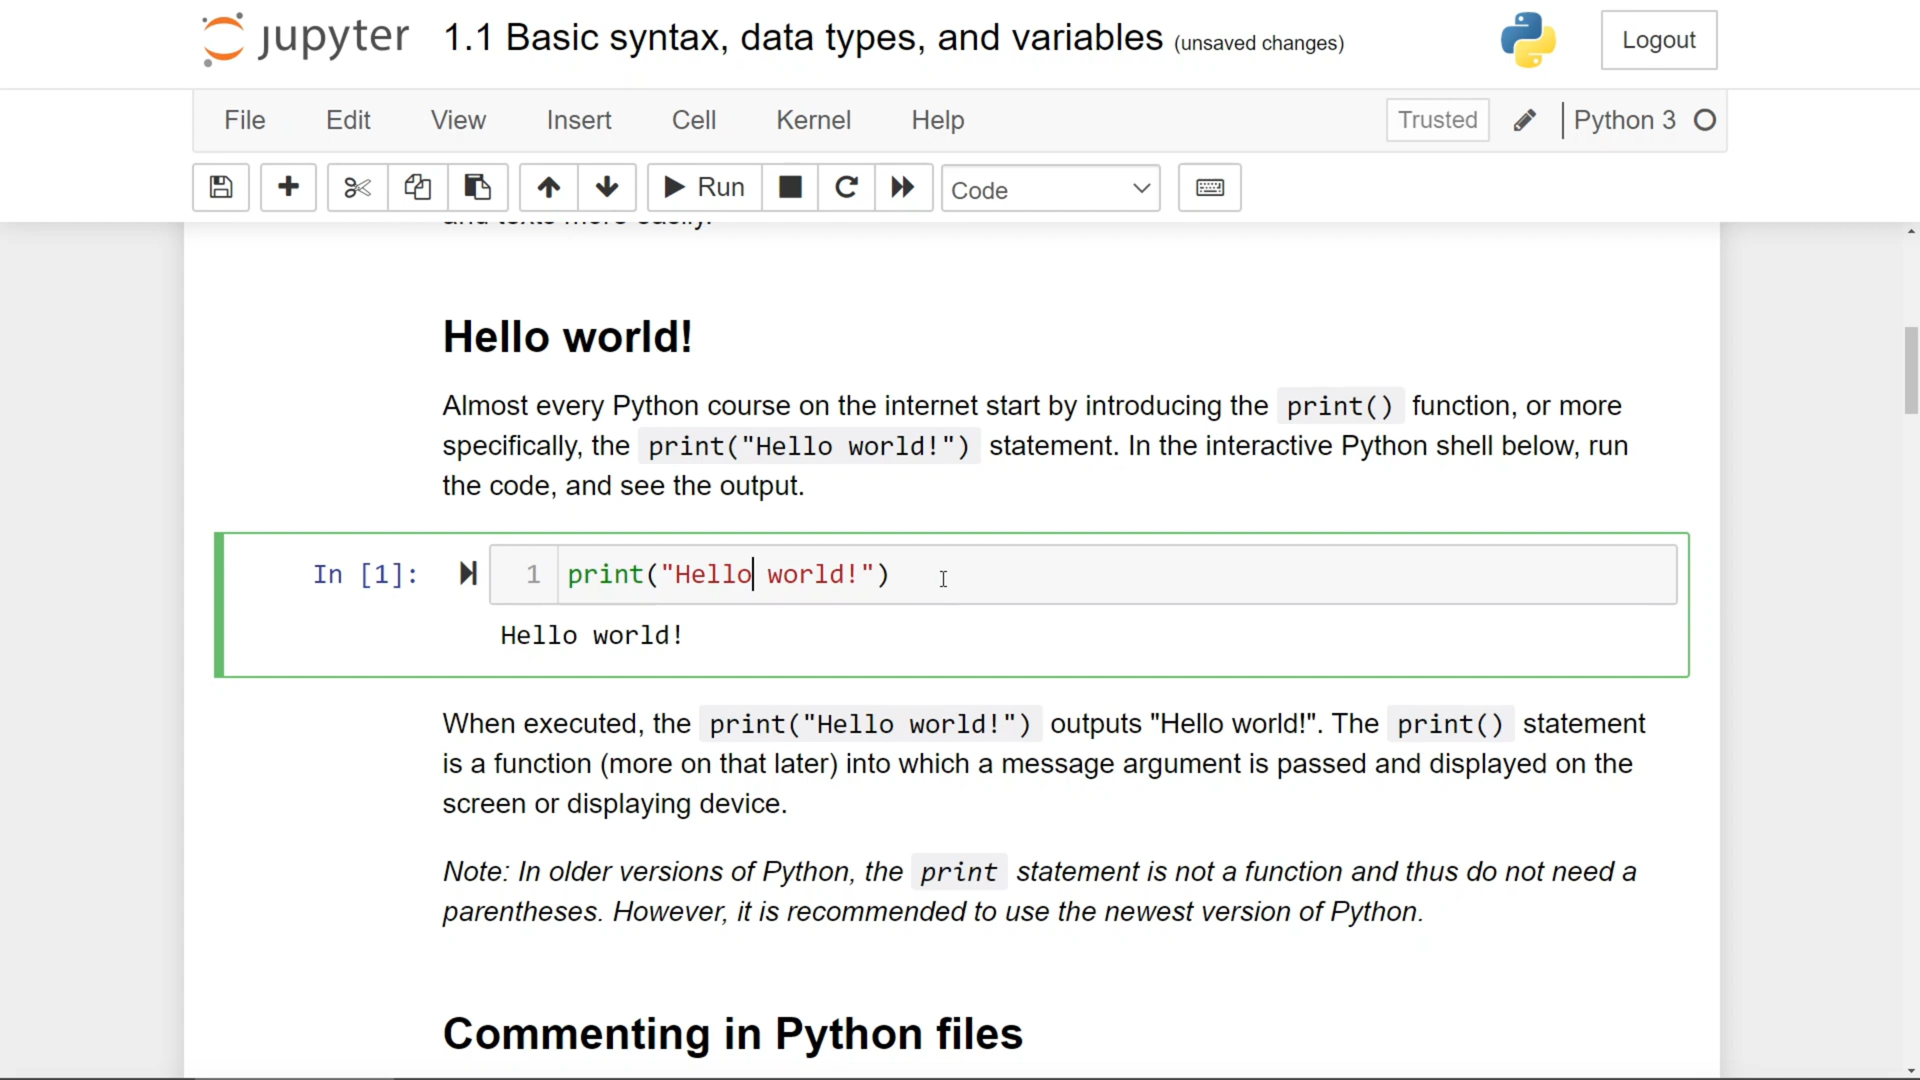 jupyter 1.1 Basic syntax, data types, and variables (unsaved changes) Logout
File Edit View Insert Cell Kernel Help Trusted Python 3
Run Code
and texts more easily.
Hello world!
Almost every Python course on the internet start by introducing the print() function, or more
specifically, the print("Hello world!") statement. In the interactive Python shell below, run
the code, and see the output.
In [1]: 1 print("Hello world!")
Hello world!
When executed, the print("Hello world!") outputs "Hello world!". The print() statement
is a function (more on that later) into which a message argument is passed and displayed on the
screen or displaying device.
Note: In older versions of Python, the print statement is not a function and thus do not need a
parentheses. However, it is recommended to use the newest version of Python.
Commenting in Python files